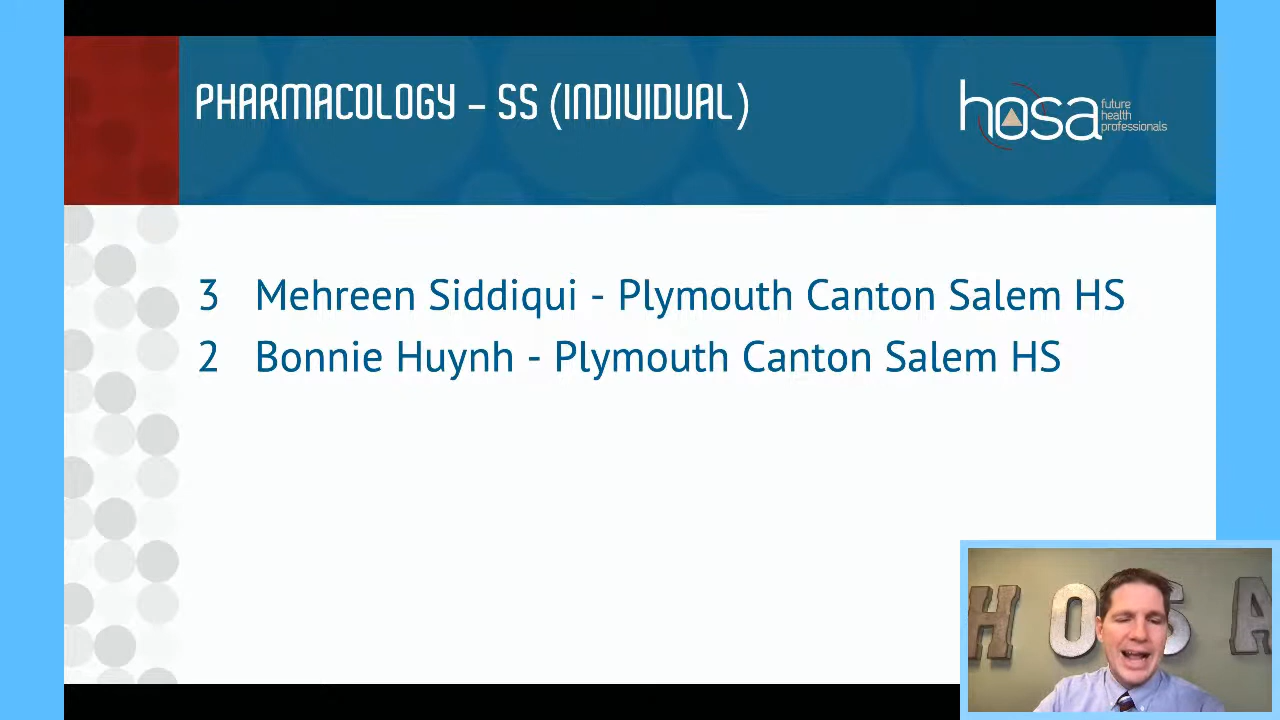 PHARMACOLOGY – SS (INDIVIDUAL)
hosa
future
health
professionals
3 Mehreen Siddiqui - Plymouth Canton Salem HS
2 Bonnie Huynh - Plymouth Canton Salem HS
HOSA